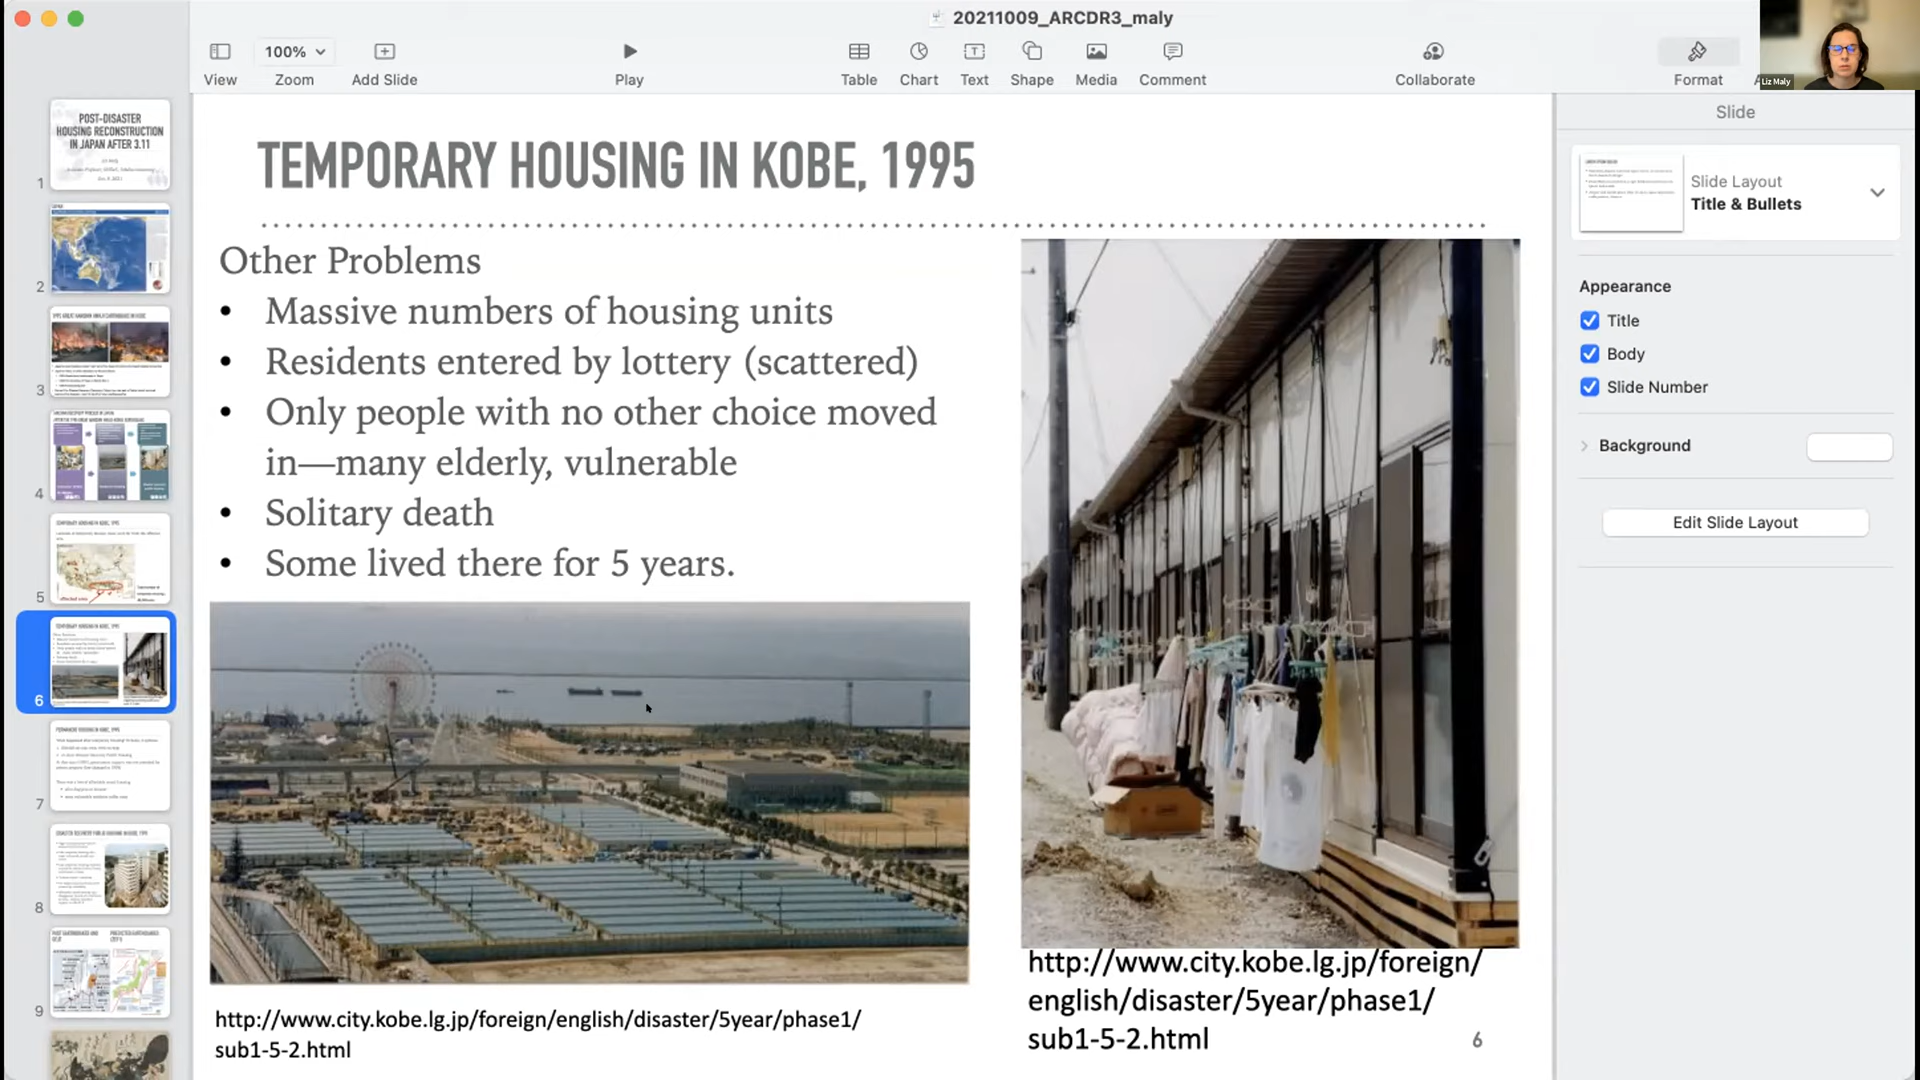 20211009_ARCDR3_maly
100%
View
Zoom
Add Slide
Play
Table
Chart
Text
Shape
Media
Comment
Collaborate
Format
Liz Maly
POST-DISASTER
HOUSING RECONSTRUCTION
IN JAPAN AFTER 3.11
1
2
3
4
5
6
7
8
9
TEMPORARY HOUSING IN KOBE, 1995
Other Problems
• Massive numbers of housing units
• Residents entered by lottery (scattered)
• Only people with no other choice moved
in—many elderly, vulnerable
• Solitary death
• Some lived there for 5 years.
http://www.city.kobe.lg.jp/foreign/english/disaster/5year/phase1/
sub1-5-2.html
http://www.city.kobe.lg.jp/foreign/
english/disaster/5year/phase1/
sub1-5-2.html
6
Slide
Slide Layout
Title & Bullets
Appearance
Title
Body
Slide Number
Background
Edit Slide Layout